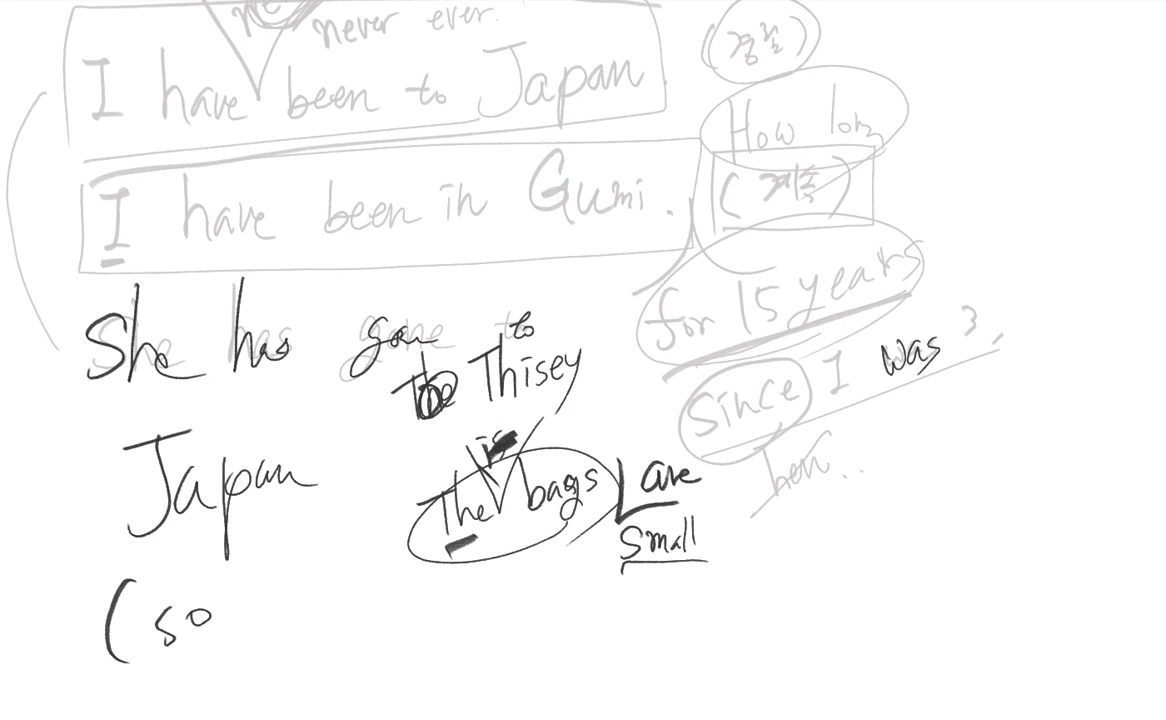 never ever.
I have been to Japan
(경험)
How long
I have been in Gumi.
(계속)
for 15 years
She has gone to
since I was 3,
Japan
The bags are
small
(so